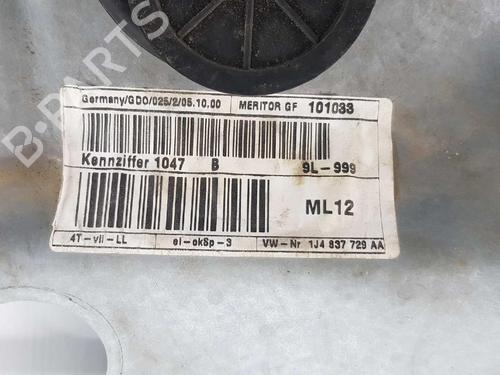 Germany/GDO/025/2/05.10.00 MERITOR GF 101033
Kennziffer 1047 B 9L-999
ML12
4T-vii-LL el-okSp-3 VW-Nr 1J4 837 729 AA
B-PARTS